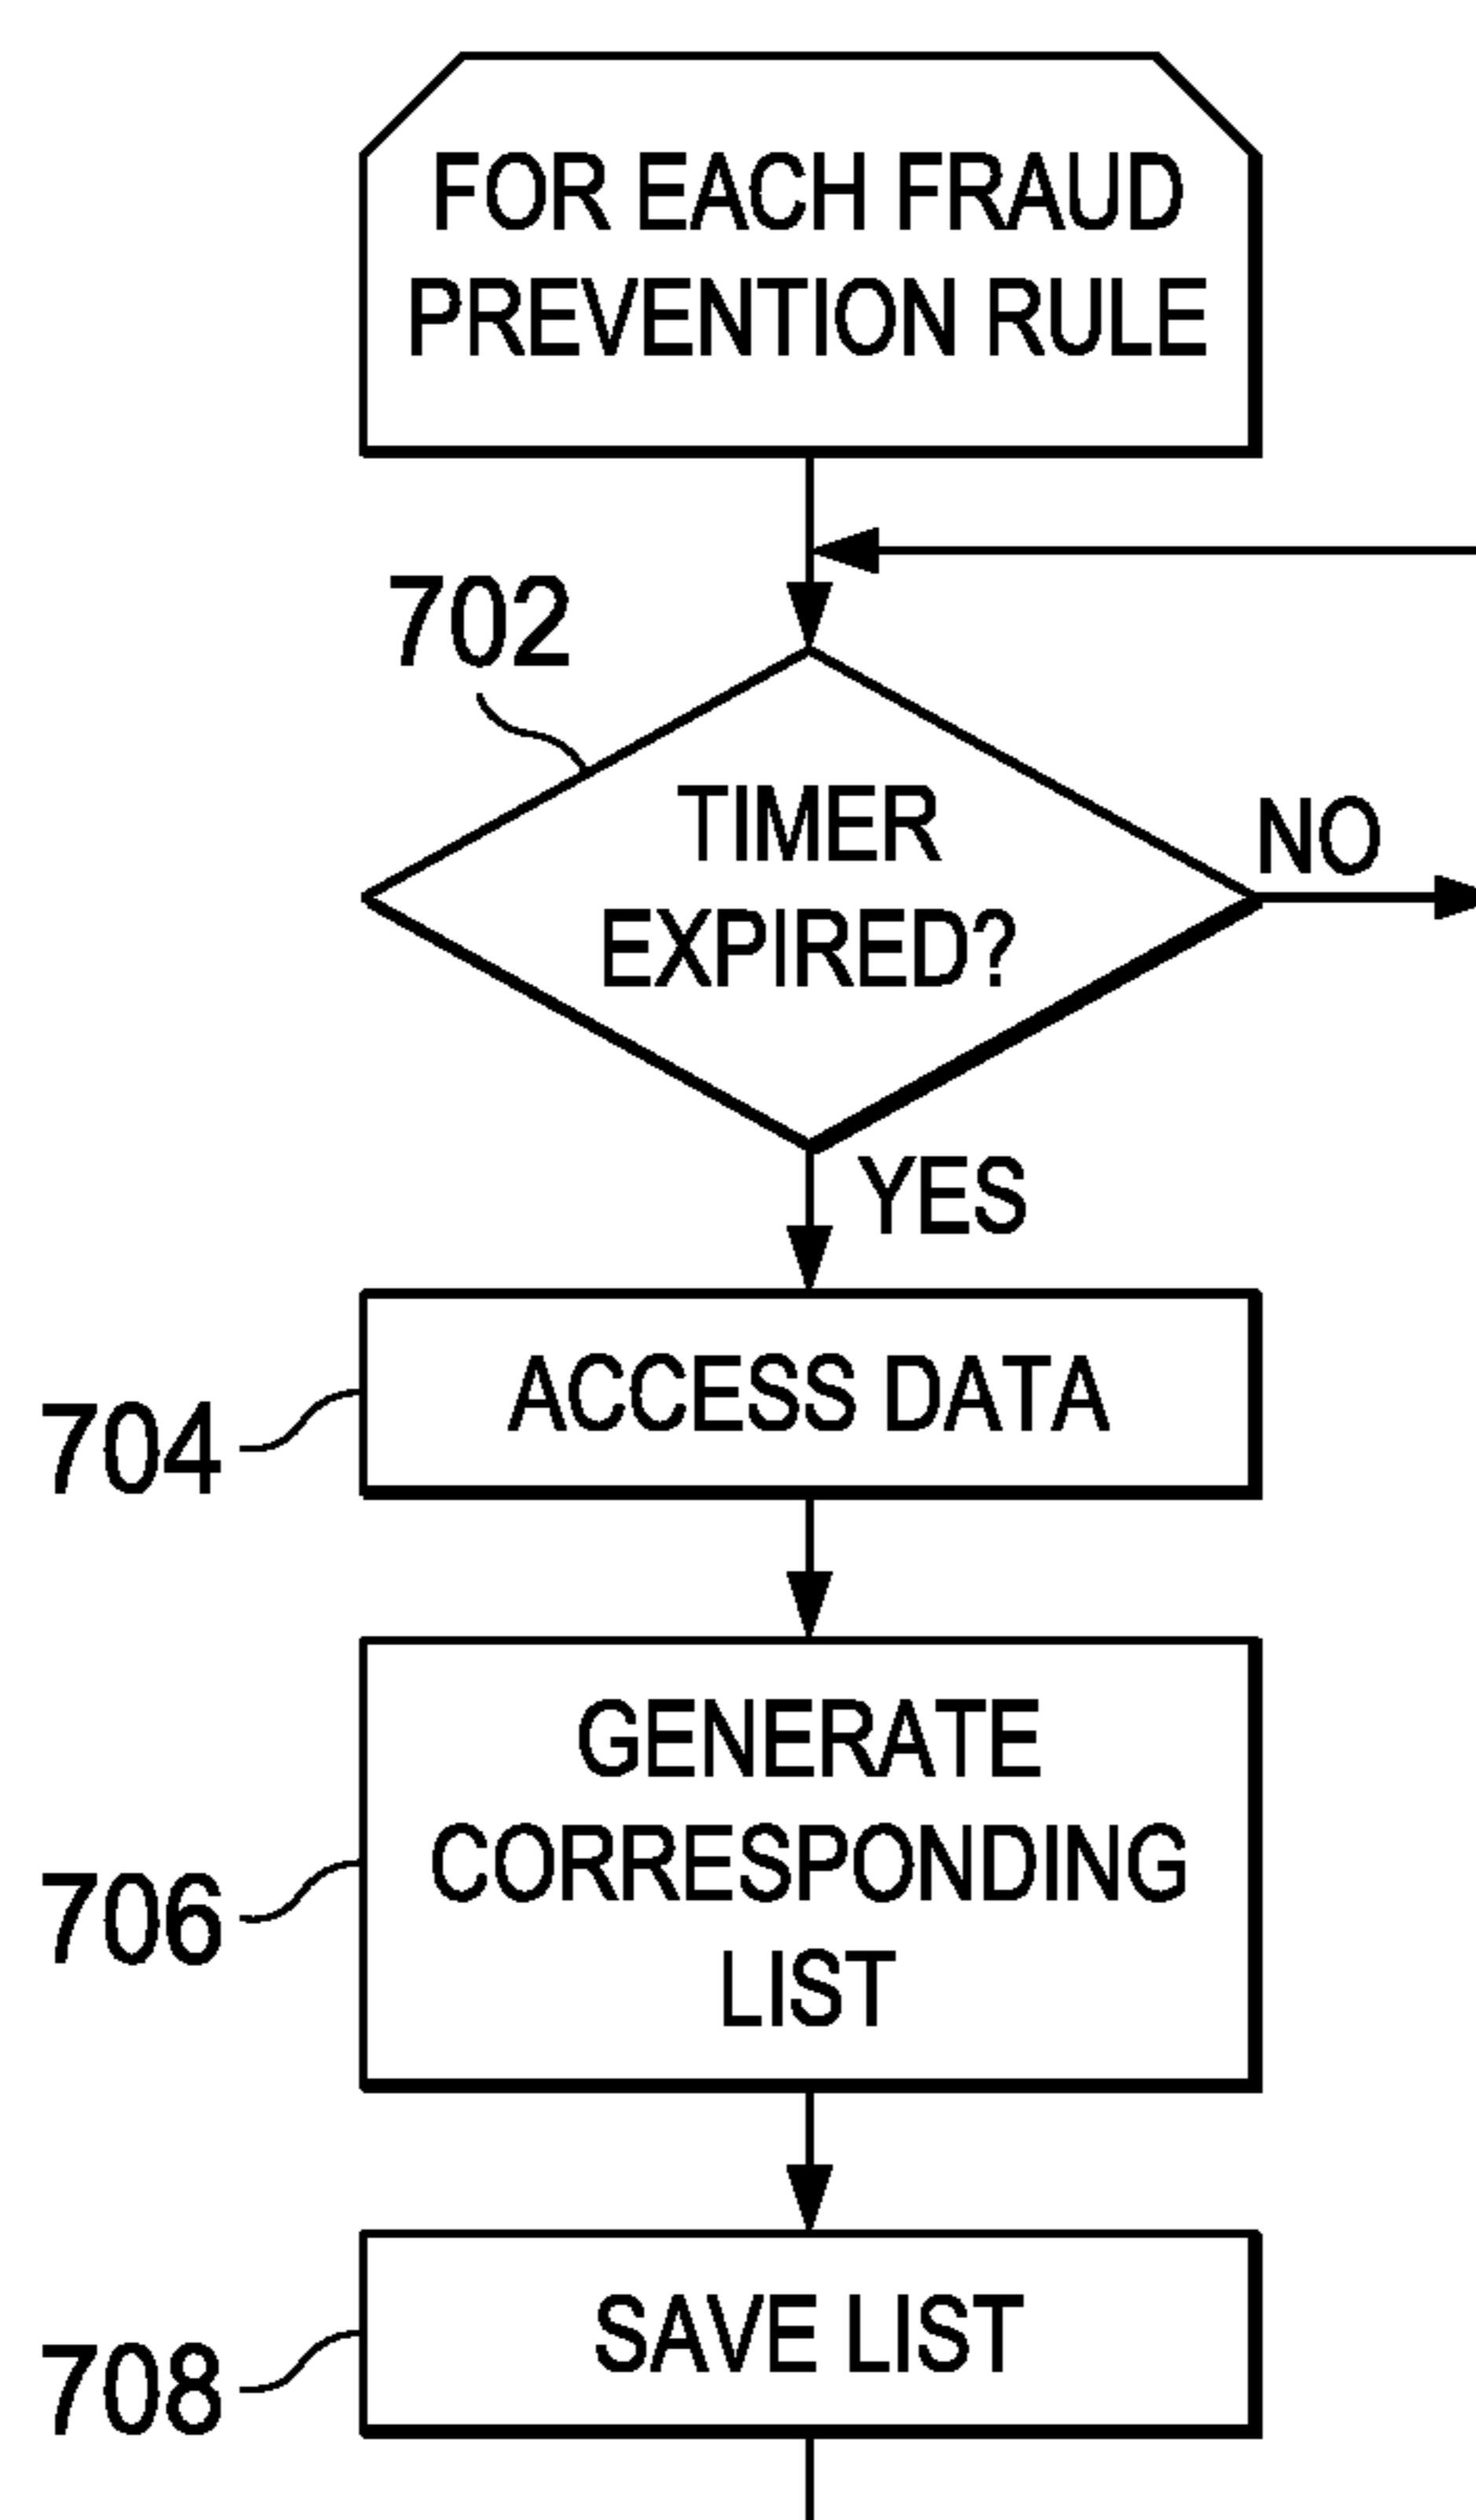 FOR EACH FRAUD
PREVENTION RULE
702
TIMER
EXPIRED?
NO
YES
ACCESS DATA
704
GENERATE
CORRESPONDING
LIST
706
SAVE LIST
708